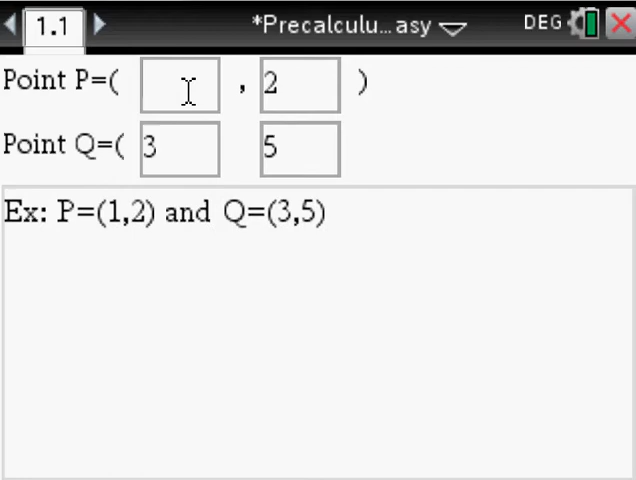 1.1 *Precalculu...asy DEG
Point P=( , 2 )
Point Q=( 3 5
Ex: P=(1,2) and Q=(3,5)